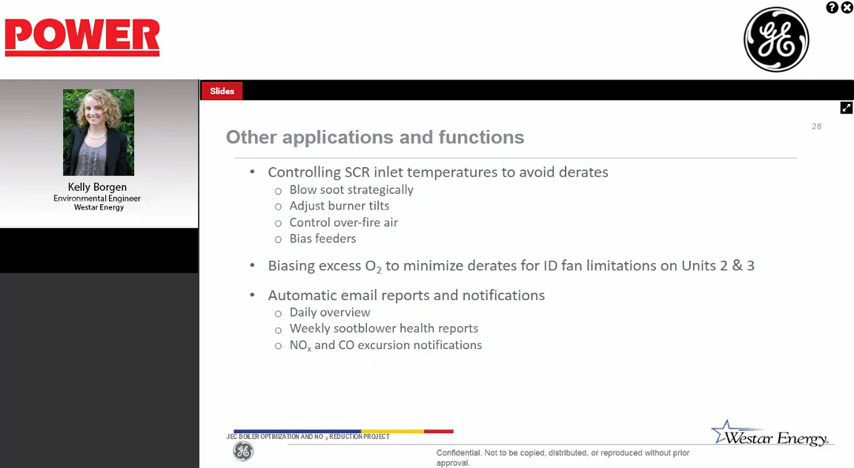 POWER
GE
Slides
Kelly Borgen
Environmental Engineer
Westar Energy
28
Other applications and functions
• Controlling SCR inlet temperatures to avoid derates
o Blow soot strategically
o Adjust burner tilts
o Control over-fire air
o Bias feeders
• Biasing excess O₂ to minimize derates for ID fan limitations on Units 2 & 3
• Automatic email reports and notifications
o Daily overview
o Weekly sootblower health reports
o NOₓ and CO excursion notifications
JEC BOILER OPTIMIZATION AND NO ₓ REDUCTION PROJECT
GE
Westar Energy.
Confidential. Not to be copied, distributed, or reproduced without prior
approval.